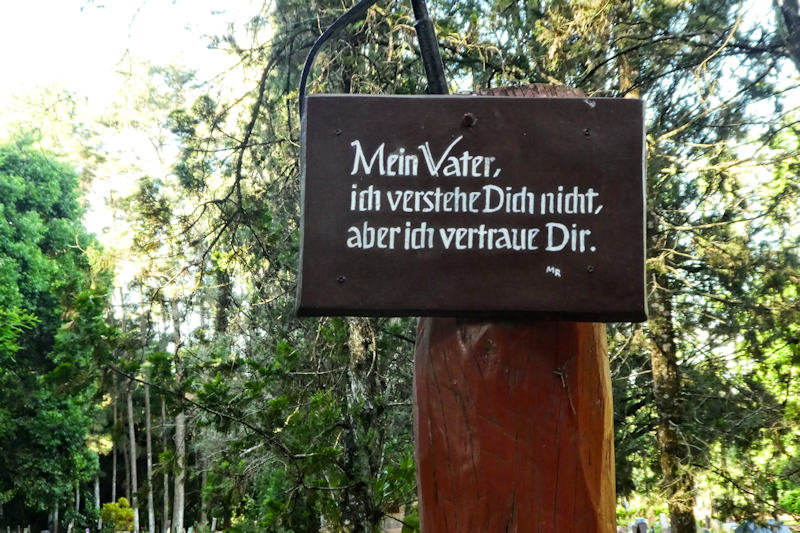 Mein Vater,
ich verstehe Dich nicht,
aber ich vertraue Dir.
MR